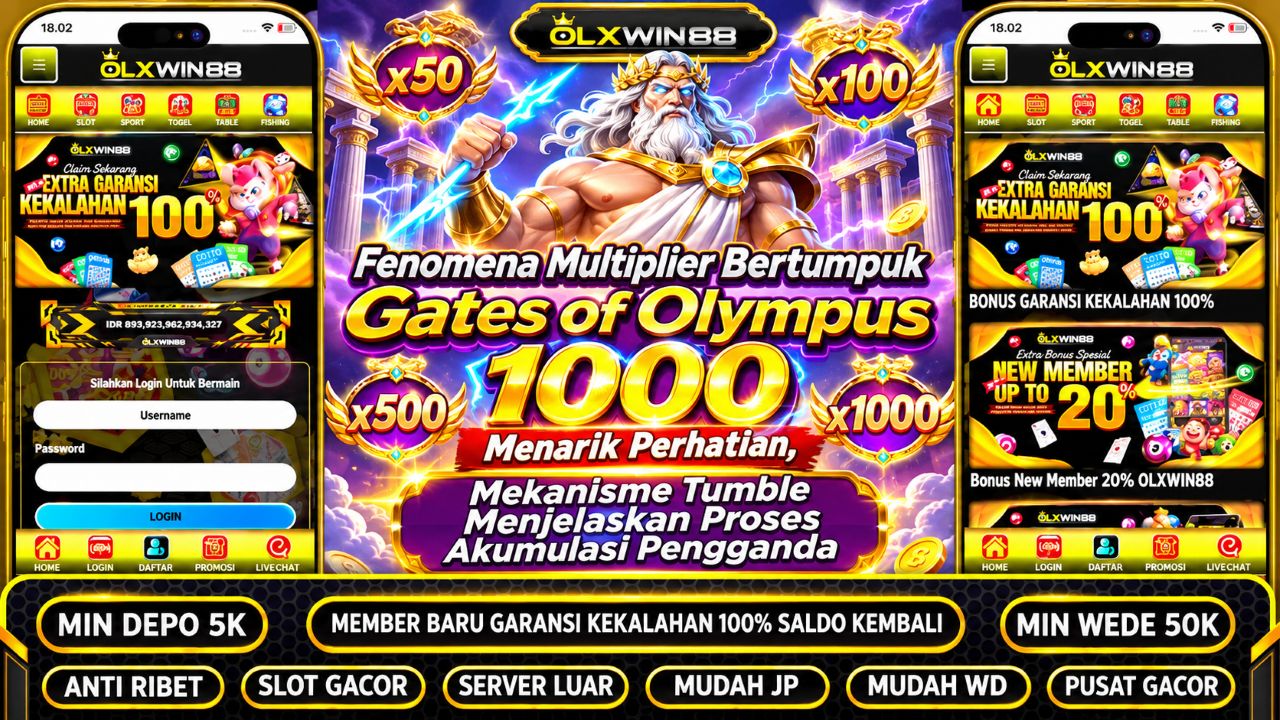 18.02
OLXWIN88
HOME SLOT SPORT TOGEL TABLE FISHING
OLXWIN88
Claim Sekarang
EXTRA GARANSI
KEKALAHAN 100%
IDR 893,923,962,934,327
OLXWIN88
Silahkan Login Untuk Bermain
Username
Password
LOGIN
HOME LOGIN DAFTAR PROMOSI LIVECHAT
OLXWIN88
x50
x100
Fenomena Multiplier Bertumpuk
Gates of Olympus
1000
x500
x1000
Menarik Perhatian,
Mekanisme Tumble
Menjelaskan Proses
Akumulasi Pengganda
18.02
OLXWIN88
HOME SLOT SPORT TOGEL TABLE FISHING
OLXWIN88
Claim Sekarang
EXTRA GARANSI
KEKALAHAN 100%
BONUS GARANSI KEKALAHAN 100%
OLXWIN88
Extra Bonus Spesial
NEW MEMBER
UP TO 20%
Bonus New Member 20% OLXWIN88
OLXWIN88
HOME LOGIN DAFTAR PROMOSI LIVECHAT
MIN DEPO 5K
MEMBER BARU GARANSI KEKALAHAN 100% SALDO KEMBALI
MIN WEDE 50K
ANTI RIBET
SLOT GACOR
SERVER LUAR
MUDAH JP
MUDAH WD
PUSAT GACOR